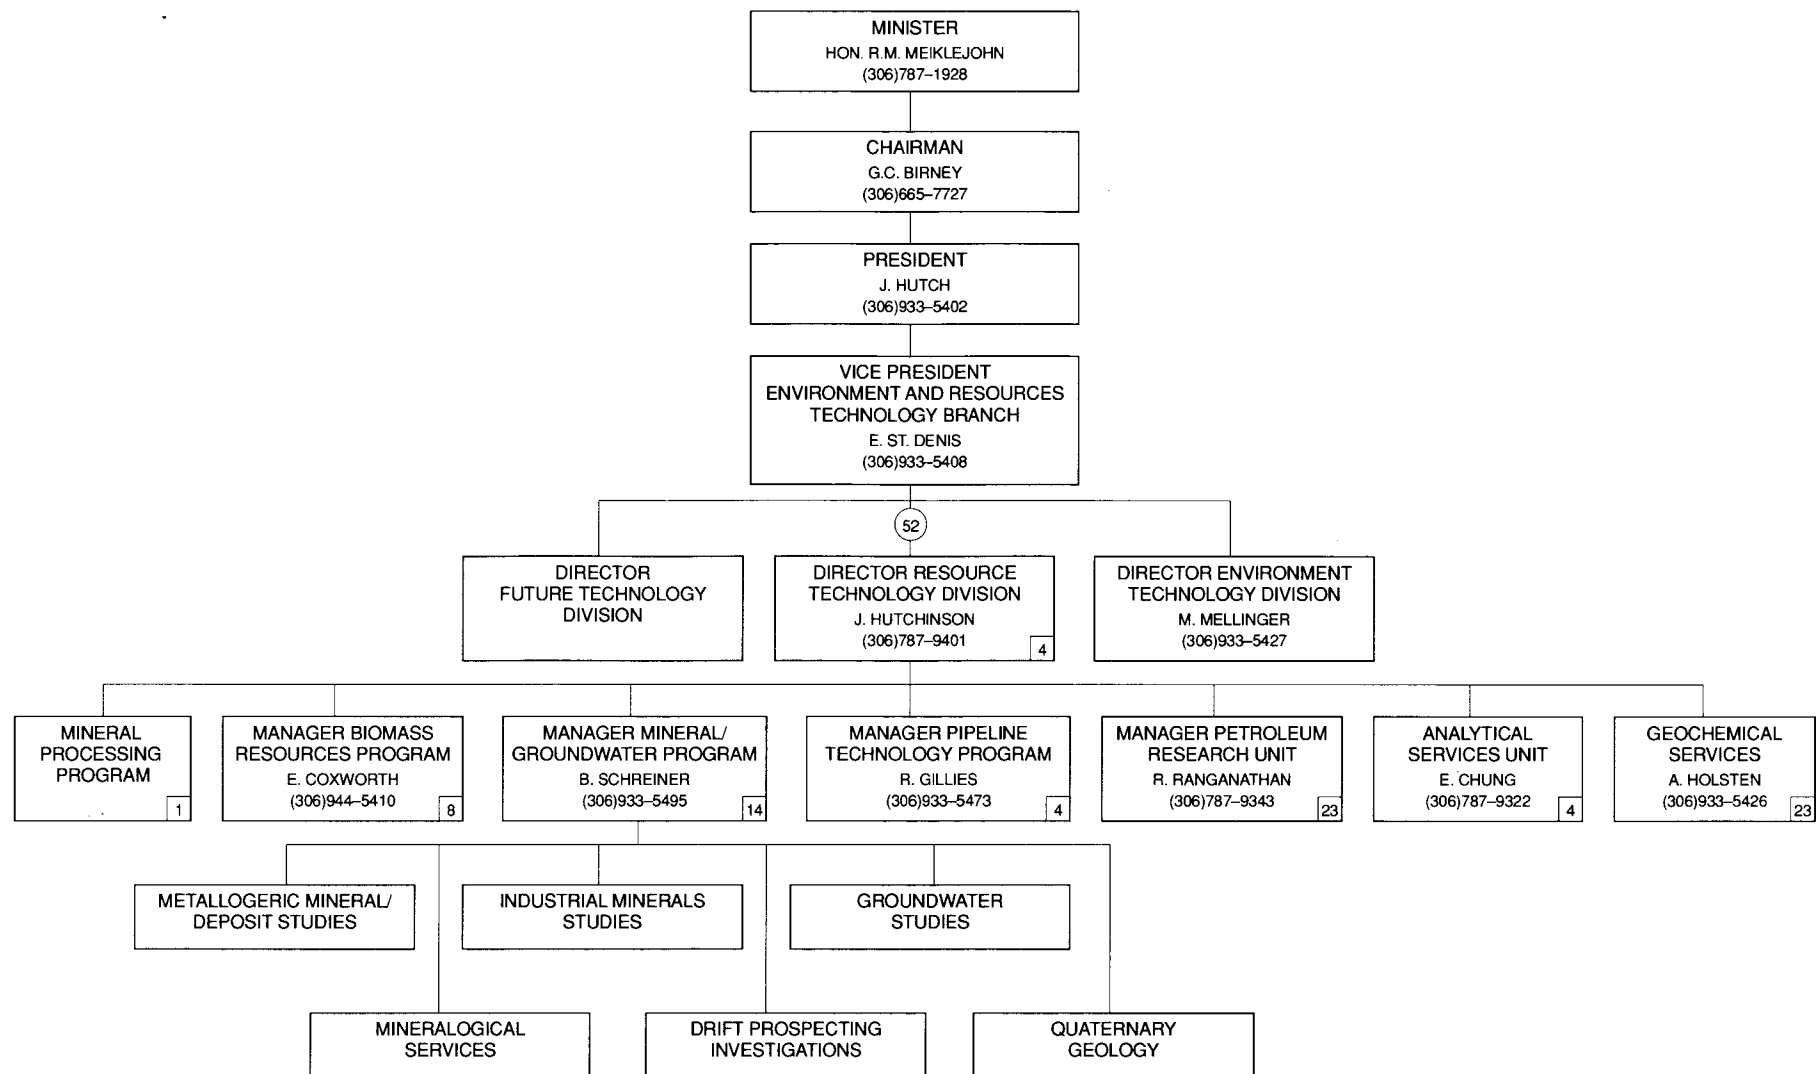 MINISTER
HON. R.M. MEIKLEJOHN
(306)787–1928
CHAIRMAN
G.C. BIRNEY
(306)665–7727
PRESIDENT
J. HUTCH
(306)933–5402
VICE PRESIDENT
ENVIRONMENT AND RESOURCES
TECHNOLOGY BRANCH
E. ST. DENIS
(306)933–5408
52
DIRECTOR
FUTURE TECHNOLOGY
DIVISION
DIRECTOR RESOURCE
TECHNOLOGY DIVISION
J. HUTCHINSON
(306)787–9401
4
DIRECTOR ENVIRONMENT
TECHNOLOGY DIVISION
M. MELLINGER
(306)933–5427
MINERAL
PROCESSING
PROGRAM
1
MANAGER BIOMASS
RESOURCES PROGRAM
E. COXWORTH
(306)944–5410
8
MANAGER MINERAL/
GROUNDWATER PROGRAM
B. SCHREINER
(306)933–5495
14
MANAGER PIPELINE
TECHNOLOGY PROGRAM
R. GILLIES
(306)933–5473
4
MANAGER PETROLEUM
RESEARCH UNIT
R. RANGANATHAN
(306)787–9343
23
ANALYTICAL
SERVICES UNIT
E. CHUNG
(306)787–9322
4
GEOCHEMICAL
SERVICES
A. HOLSTEN
(306)933–5426
23
METALLOGERIC MINERAL/
DEPOSIT STUDIES
INDUSTRIAL MINERALS
STUDIES
GROUNDWATER
STUDIES
MINERALOGICAL
SERVICES
DRIFT PROSPECTING
INVESTIGATIONS
QUATERNARY
GEOLOGY